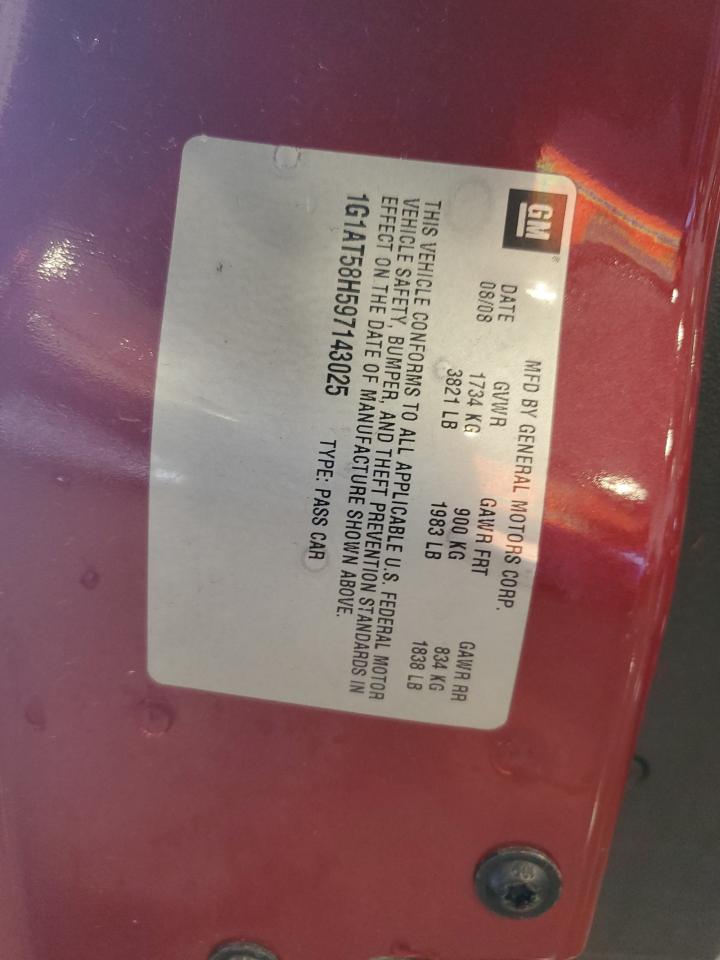 GM®
MFD BY GENERAL MOTORS CORP.
DATE GVWR GAWR FRT GAWR RR
08/08 1734 KG 900 KG 834 KG
3821 LB 1983 LB 1838 LB
THIS VEHICLE CONFORMS TO ALL APPLICABLE U.S. FEDERAL MOTOR
VEHICLE SAFETY, BUMPER, AND THEFT PREVENTION STANDARDS IN
EFFECT ON THE DATE OF MANUFACTURE SHOWN ABOVE.
1G1AT58H597143025 TYPE: PASS CAR